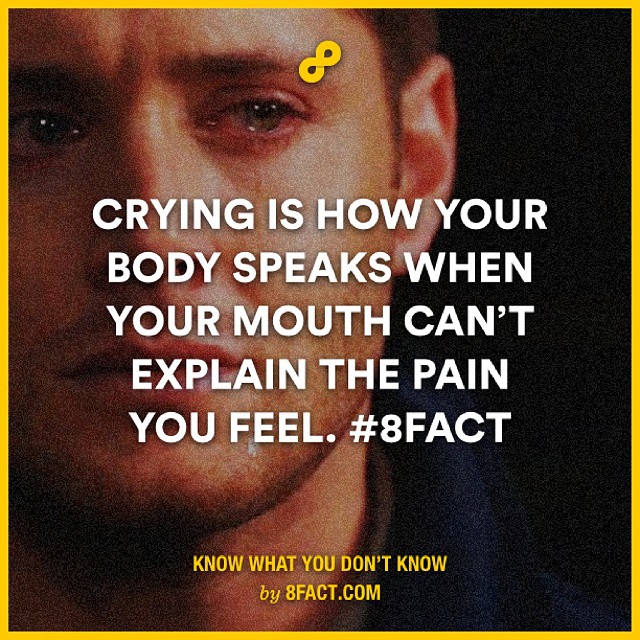 CRYING IS HOW YOUR
BODY SPEAKS WHEN
YOUR MOUTH CAN'T
EXPLAIN THE PAIN
YOU FEEL. #8FACT
KNOW WHAT YOU DON'T KNOW
by 8FACT.COM